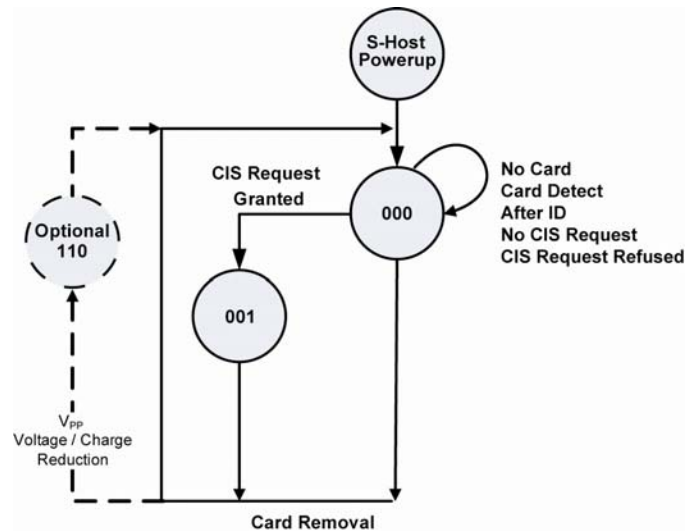 S-Host
Powerup
CIS Request
Granted
000
No Card
Card Detect
After ID
No CIS Request
CIS Request Refused
Optional
110
001
VPP
Voltage / Charge
Reduction
Card Removal